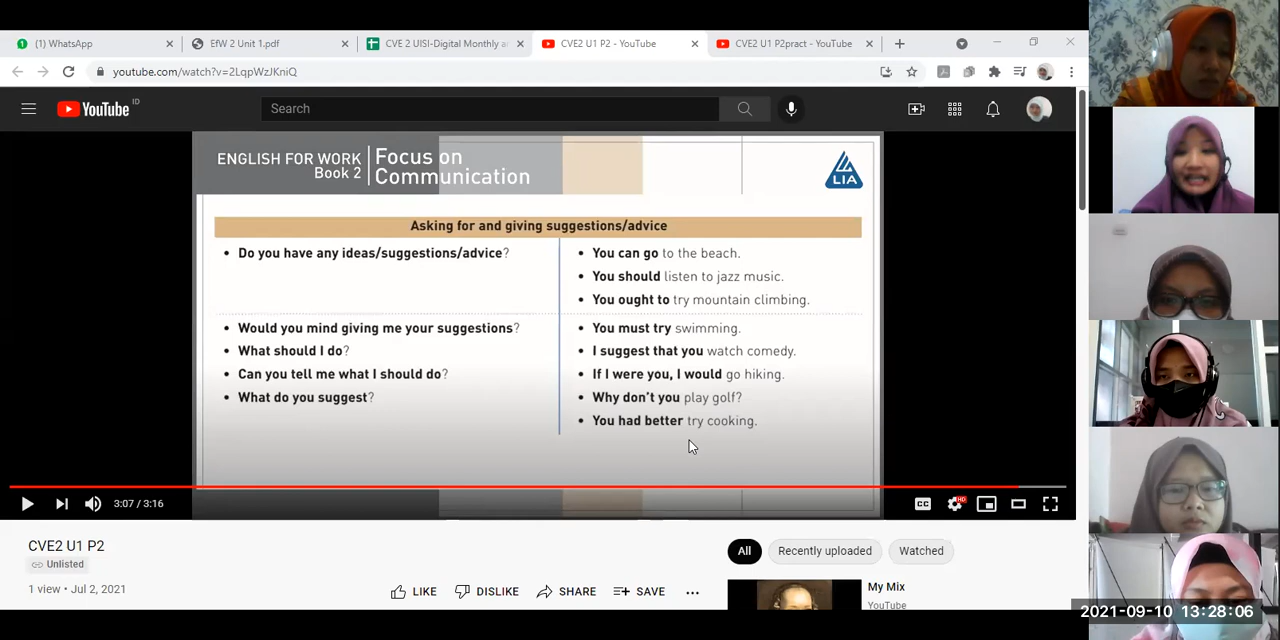 (1) WhatsApp
EfW 2 Unit 1.pdf
CVE 2 UISI-Digital Monthly a
CVE2 U1 P2 - YouTube
CVE2 U1 P2pract - YouTube
youtube.com/watch?v=2LqpWzJKniQ
YouTube ID
Search
ENGLISH FOR WORK
Book 2
Focus on
Communication
LIA
Asking for and giving suggestions/advice
• Do you have any ideas/suggestions/advice?
• You can go to the beach.
• You should listen to jazz music.
• You ought to try mountain climbing.
• Would you mind giving me your suggestions?
• What should I do?
• Can you tell me what I should do?
• What do you suggest?
• You must try swimming.
• I suggest that you watch comedy.
• If I were you, I would go hiking.
• Why don't you play golf?
• You had better try cooking.
3:07 / 3:16
CC
HD
CVE2 U1 P2
Unlisted
1 view • Jul 2, 2021
LIKE
DISLIKE
SHARE
SAVE
All
Recently uploaded
Watched
My Mix
YouTube
2021-09-10 13:28:06